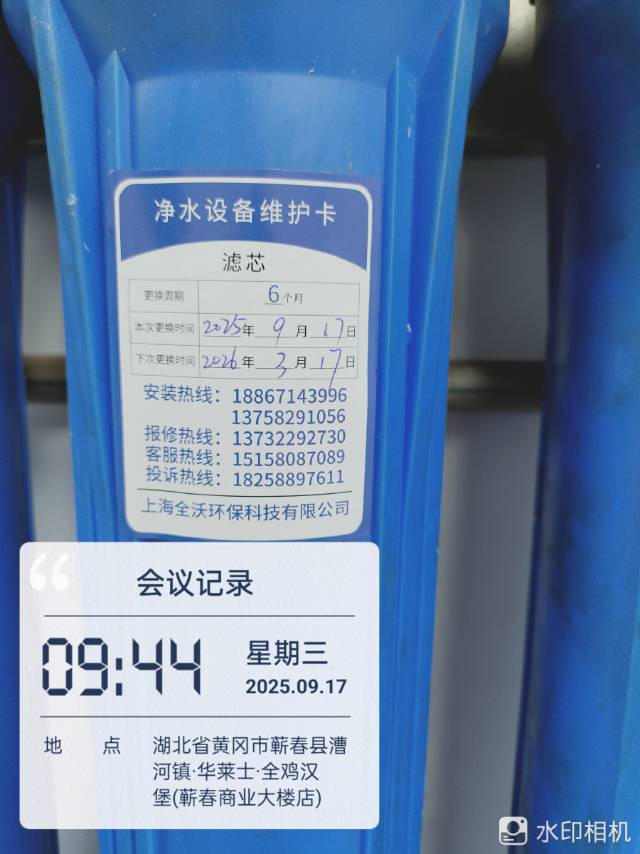 净水设备维护卡
滤芯
更换周期 6个月
本次更换时间 2025年 9 月 17日
下次更换时间 2026年 3 月 17日
安装热线：18867143996
13758291056
报修热线：13732292730
客服热线：15158087089
投诉热线：18258897611
上海全沃环保科技有限公司
会议记录
09:44
星期三
2025.09.17
地 点 湖北省黄冈市蕲春县漕
河镇·华莱士·全鸡汉
堡(蕲春商业大楼店)
水印相机